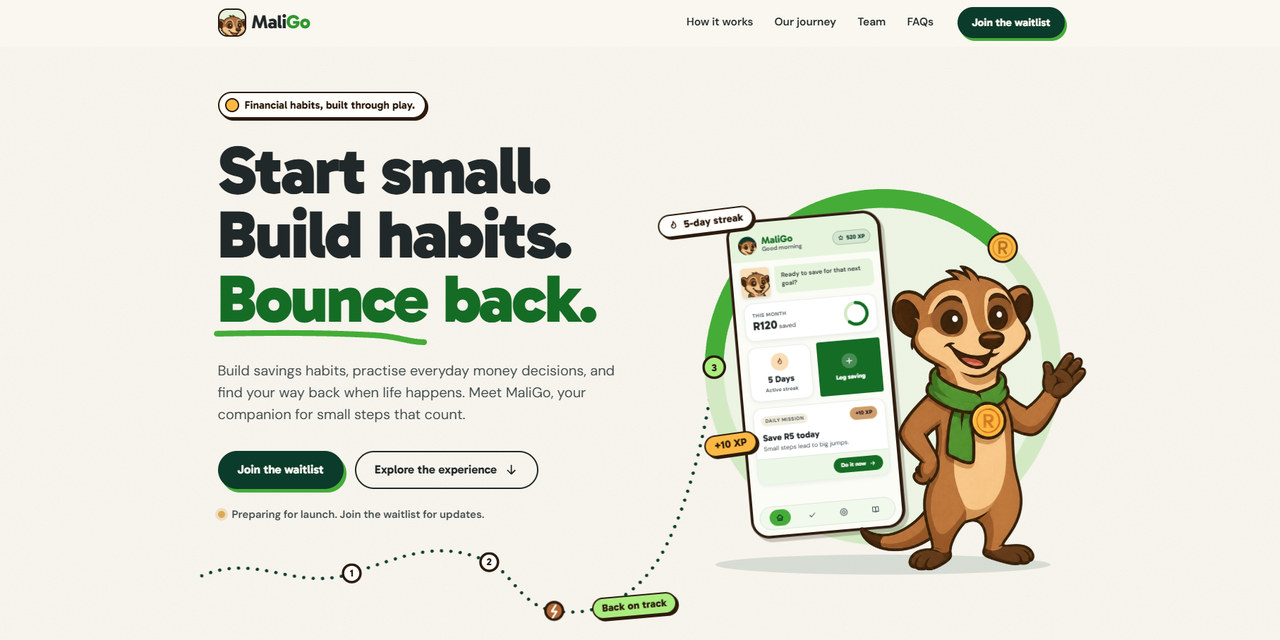 MaliGo
How it works
Our journey
Team
FAQs
Join the waitlist
Financial habits, built through play.
Start small.
Build habits.
Bounce back.
Build savings habits, practise everyday money decisions, and
find your way back when life happens. Meet MaliGo, your
companion for small steps that count.
Join the waitlist
Explore the experience ↓
Preparing for launch. Join the waitlist for updates.
1
2
Back on track
3
5-day streak
MaliGo
Good morning
520 XP
Ready to save for that next
goal?
THIS MONTH
R120 saved
5 Days
Active streak
+
Log saving
DAILY MISSION
+10 XP
Save R5 today
Small steps lead to big jumps.
Do it now →
+10 XP
R
R